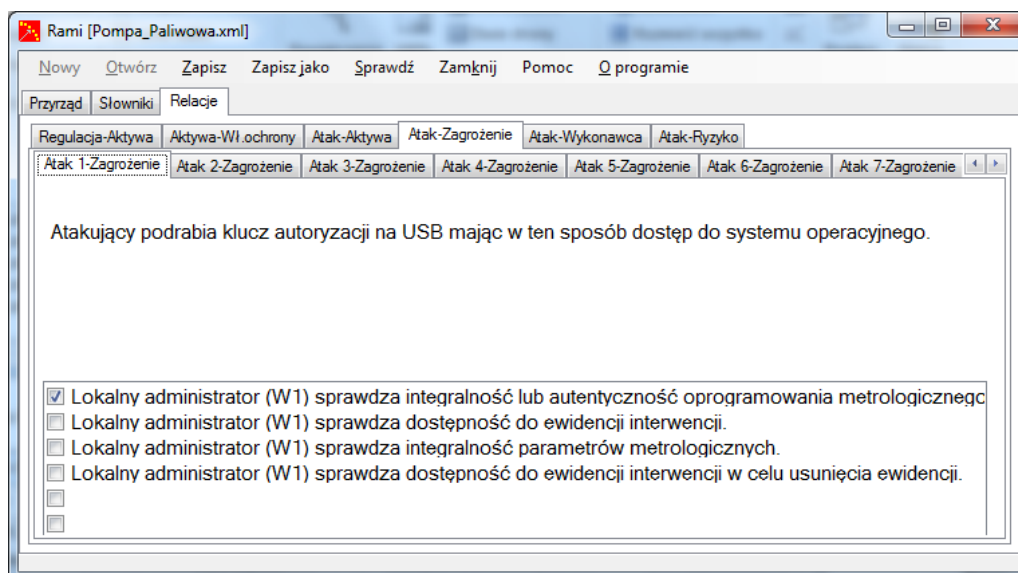 Rami [Pompa_Paliwowa.xml]
Nowy Otwórz Zapisz Zapisz jako Sprawdź Zamknij Pomoc O programie
Przyrząd Słowniki Relacje
Regulacja-Aktywa Aktywa-Wł.ochrony Atak-Aktywa Atak-Zagrożenie Atak-Wykonawca Atak-Ryzyko
Atak 1-Zagrożenie Atak 2-Zagrożenie Atak 3-Zagrożenie Atak 4-Zagrożenie Atak 5-Zagrożenie Atak 6-Zagrożenie Atak 7-Zagrożenie
Atakujący podrabia klucz autoryzacji na USB mając w ten sposób dostęp do systemu operacyjnego.
Lokalny administrator (W1) sprawdza integralność lub autentyczność oprogramowania metrologicznego
Lokalny administrator (W1) sprawdza dostępność do ewidencji interwencji.
Lokalny administrator (W1) sprawdza integralność parametrów metrologicznych.
Lokalny administrator (W1) sprawdza dostępność do ewidencji interwencji w celu usunięcia ewidencji.